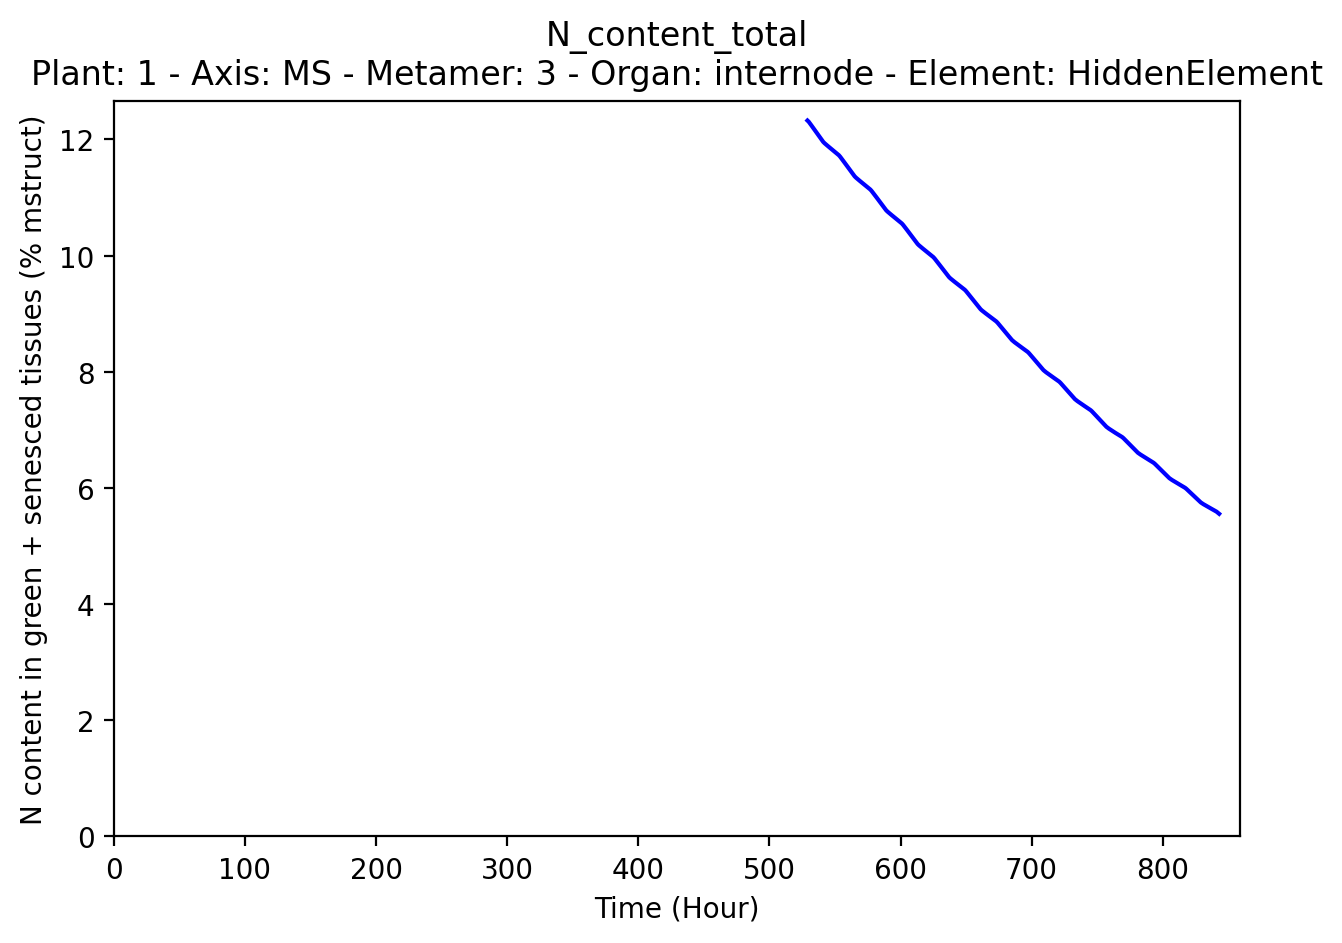 N_content_total
Plant: 1 - Axis: MS - Metamer: 3 - Organ: internode - Element: HiddenElement
N content in green + senesced tissues (% mstruct)
12
10
8
6
4
2
0
0 100 200 300 400 500 600 700 800
Time (Hour)